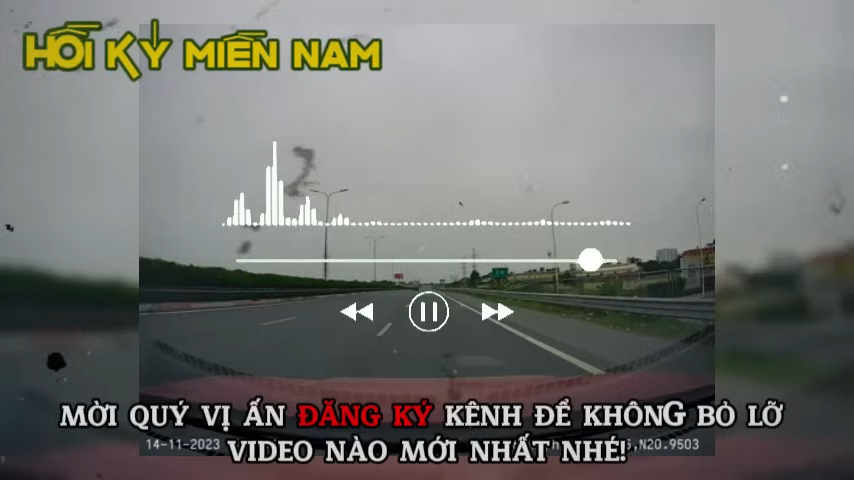 HỒI KÝ MIỀN NAM
MỜI QUÝ VỊ ẤN ĐĂNG KÝ KÊNH ĐỂ KHÔNG BỎ LỠ
14-11-2023
VIDEO NÀO MỚI NHẤT NHÉ!
,N20.9503